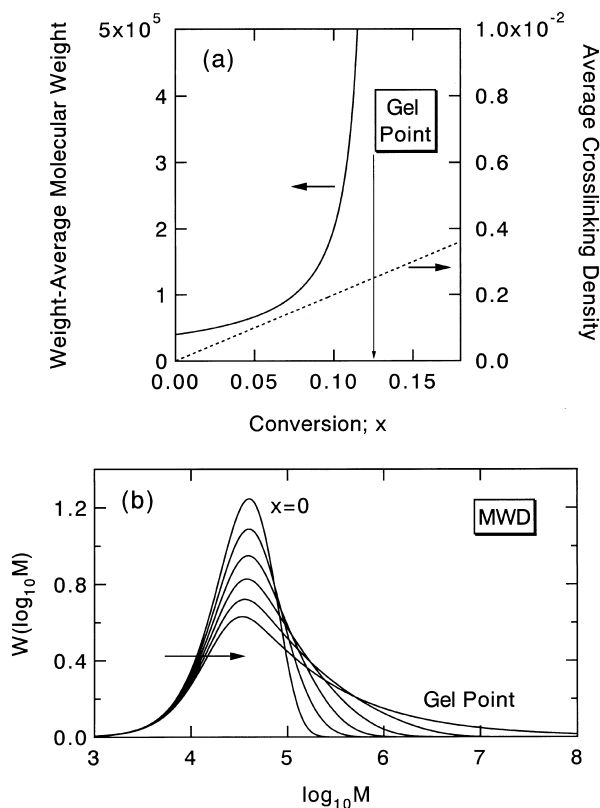 5x10⁵
4
3
2
1
0
Weight-Average Molecular Weight
(a)
Gel
Point
1.0x10⁻²
0.8
0.6
0.4
0.2
0.0
Average Crosslinking
Density
0.00
0.05
0.10
0.15
Conversion; x
(b)
x=0
MWD
1.2
0.8
0.4
0.0
W(log₁₀M)
Gel Point
3
4
5
6
7
8
log₁₀M